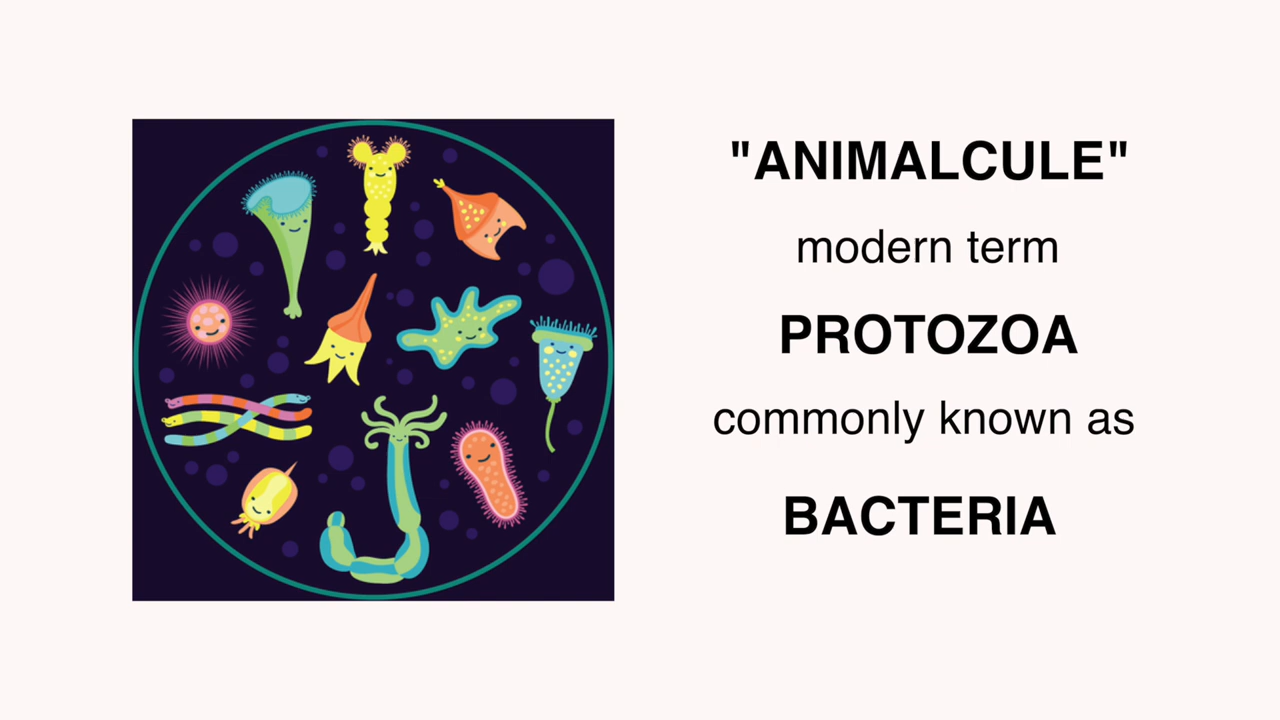 "ANIMALCULE"
modern term
PROTOZOA
commonly known as
BACTERIA